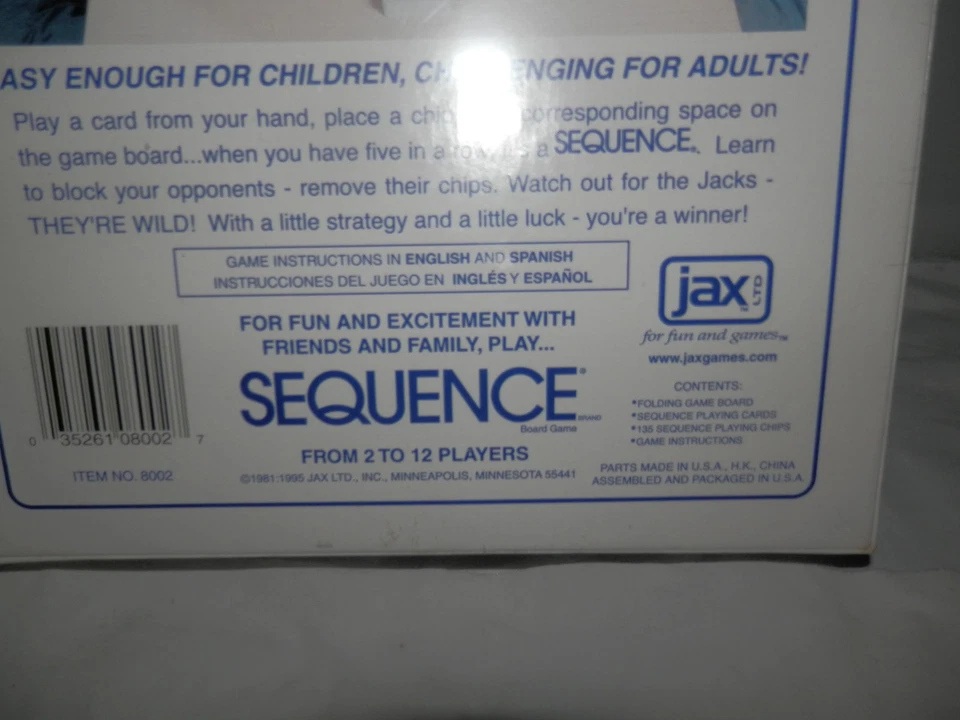 ASY ENOUGH FOR CHILDREN, CH ENGING FOR ADULTS!
Play a card from your hand, place a chip corresponding space on
the game board...when you have five in a row, it's a SEQUENCE®. Learn
to block your opponents - remove their chips. Watch out for the Jacks -
THEY'RE WILD! With a little strategy and a little luck - you're a winner!
GAME INSTRUCTIONS IN ENGLISH AND SPANISH
INSTRUCCIONES DEL JUEGO EN INGLÉS Y ESPAÑOL
jax LTD ™
for fun and games™
www.jaxgames.com
FOR FUN AND EXCITEMENT WITH
FRIENDS AND FAMILY, PLAY...
SEQUENCE® BRAND
Board Game
FROM 2 TO 12 PLAYERS
©1981:1995 JAX LTD., INC., MINNEAPOLIS, MINNESOTA 55441
0 35261 08002 7
ITEM NO. 8002
CONTENTS:
*FOLDING GAME BOARD
*SEQUENCE PLAYING CARDS
*135 SEQUENCE PLAYING CHIPS
*GAME INSTRUCTIONS
PARTS MADE IN U.S.A., H.K., CHINA
ASSEMBLED AND PACKAGED IN U.S.A.